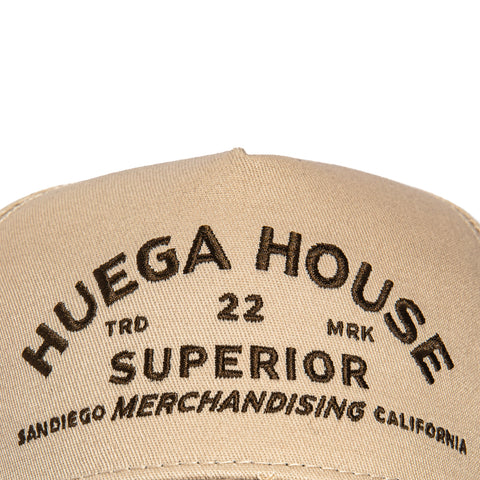 HUEGA HOUSE
TRD 22 MRK
SUPERIOR
SANDIEGO MERCHANDISING CALIFORNIA